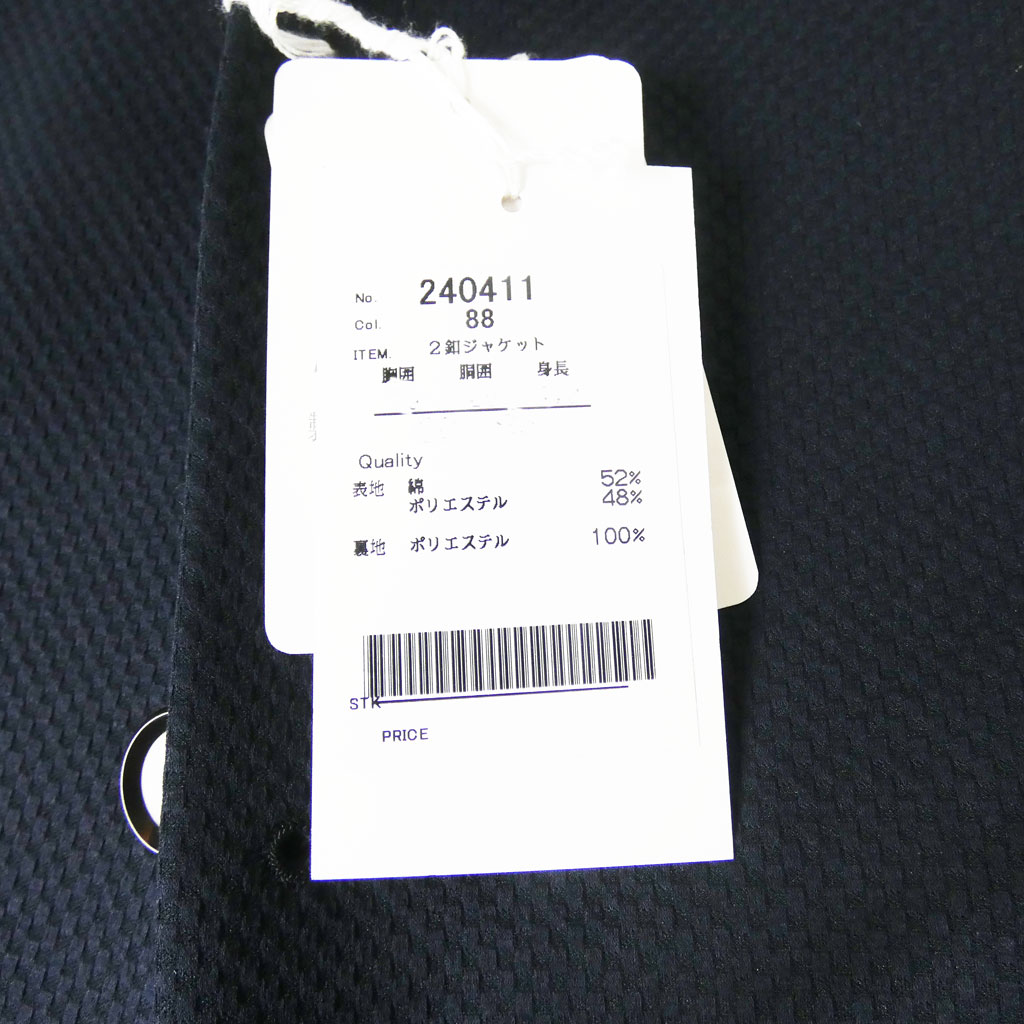 No. 240411
Col. 88
ITEM. 2釦ジャケット
胸囲 胴囲 身長
Quality
表地 綿 52%
ポリエステル 48%
裏地 ポリエステル 100%
STK
PRICE